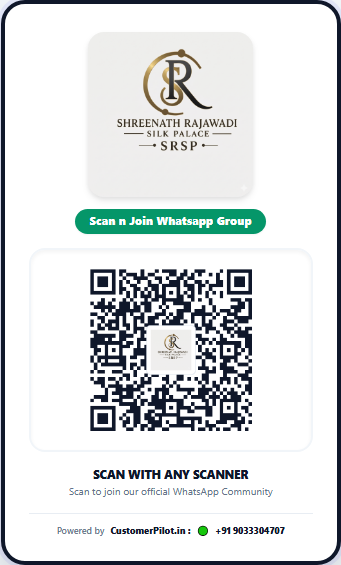 SR
SHREENATH RAJAWADI
SILK PALACE
SRSP
Scan n Join Whatsapp Group
SCAN WITH ANY SCANNER
Scan to join our official WhatsApp Community
Powered by CustomerPilot.in : +91 9033304707